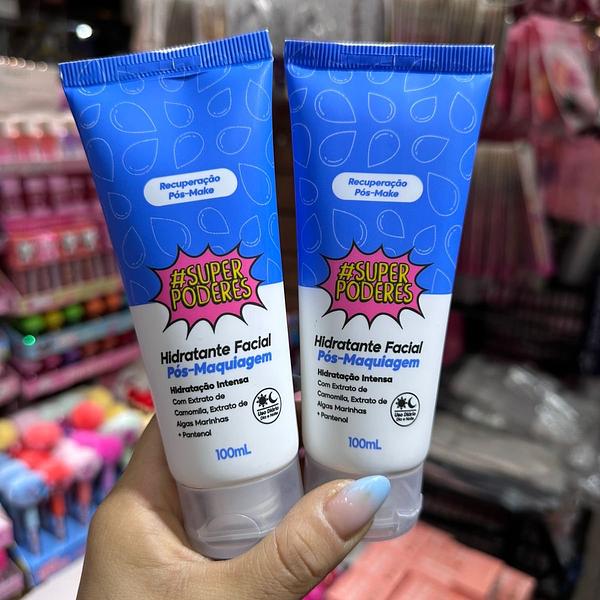 Recuperação
Pós-Make
#SUPER
PODERES
Hidratante Facial
Pós-Maquiagem
Hidratação Intensa
Com Extrato de
Camomila, Extrato de
Algas Marinhas
+ Pantenol
Uso Diário
Dia e Noite
100mL
Recuperação
Pós-Make
#SUPER
PODERES
Hidratante Facial
Pós-Maquiagem
Hidratação Intensa
Com Extrato de
Camomila, Extrato de
Algas Marinhas
+ Pantenol
Uso Diário
Dia e Noite
100mL